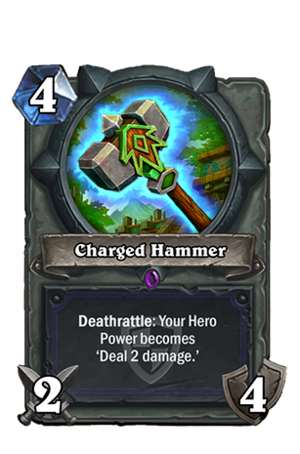 4
Charged Hammer
Deathrattle: Your Hero
Power becomes
‘Deal 2 damage.’
2
4